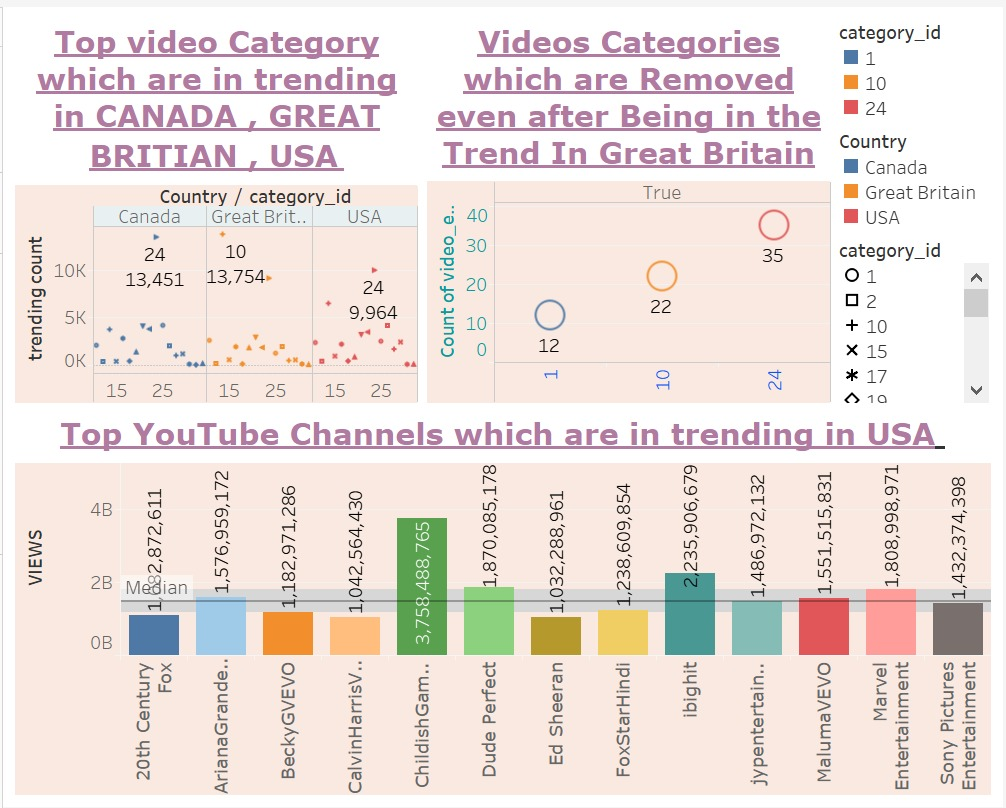 Top video Category
which are in trending
in CANADA , GREAT
BRITIAN , USA
Country / category_id
Canada
Great Brit..
USA
trending count
10K
5K
0K
24
13,451
10
13,754
24
9,964
15
25
15
25
15
25
Videos Categories
which are Removed
even after Being in the
Trend In Great Britain
True
Count of video_e..
40
30
20
10
0
12
22
35
1
10
24
category_id
1
10
24
Country
Canada
Great Britain
USA
category_id
1
2
10
15
17
19
Top YouTube Channels which are in trending in USA
VIEWS
4B
2B
0B
Median
1,082,872,611
1,576,959,172
1,182,971,286
1,042,564,430
3,758,488,765
1,870,085,178
1,032,288,961
1,238,609,854
2,235,906,679
1,486,972,132
1,551,515,831
1,808,998,971
1,432,374,398
20th Century
Fox
ArianaGrande..
BeckyGVEVO
CalvinHarrisV..
ChildishGam..
Dude Perfect
Ed Sheeran
FoxStarHindi
ibighit
jypentertain..
MalumaVEVO
Marvel
Entertainment
Sony Pictures
Entertainment